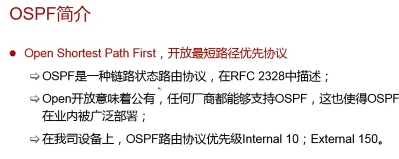 OSPF简介
Open Shortest Path First，开放最短路径优先协议
OSPF是一种链路状态路由协议，在RFC 2328中描述；
Open开放意味着公有，任何厂商都能够支持OSPF，这也使得OSPF
在业内被广泛部署；
在我司设备上，OSPF路由协议优先级Internal 10；External 150。